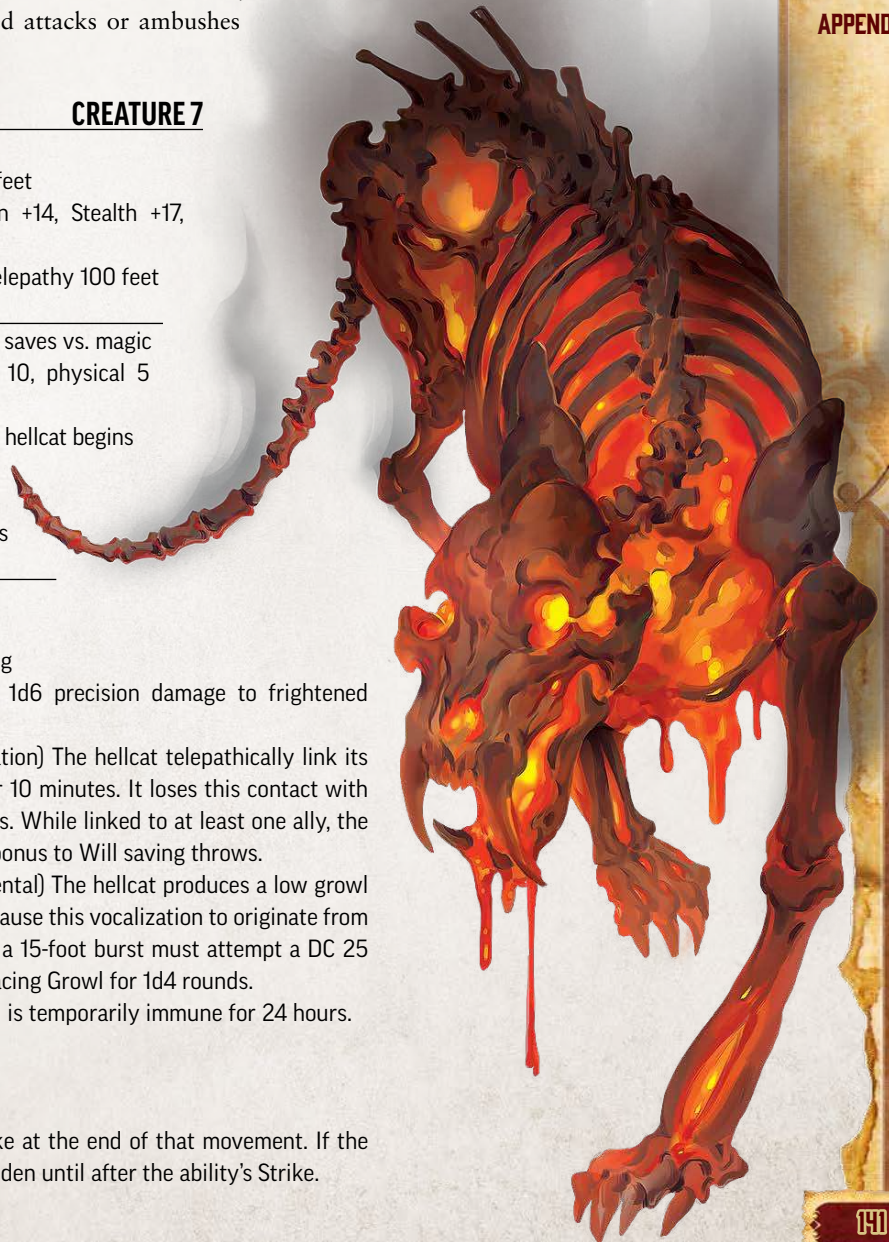 d attacks or ambushes
APPEND
CREATURE 7
feet
n +14, Stealth +17,
elepathy 100 feet
saves vs. magic
10, physical 5
hellcat begins
s
g
1d6 precision damage to frightened
ation) The hellcat telepathically link its
r 10 minutes. It loses this contact with
s. While linked to at least one ally, the
bonus to Will saving throws.
ental) The hellcat produces a low growl
ause this vocalization to originate from
a 15-foot burst must attempt a DC 25
acing Growl for 1d4 rounds.
is temporarily immune for 24 hours.
ke at the end of that movement. If the
den until after the ability's Strike.
141